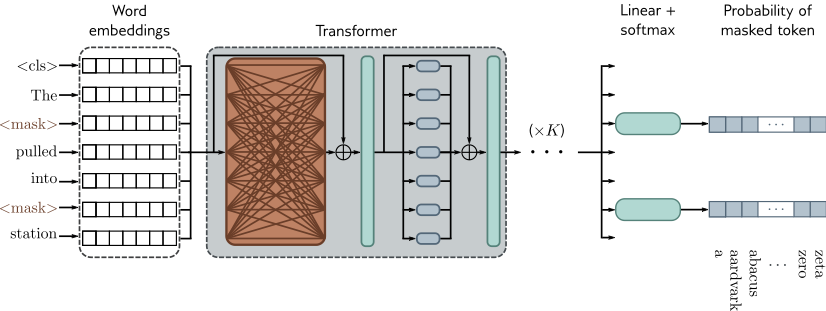 Word
embeddings
Transformer
Linear +
softmax
Probability of
masked token
<cls>
The
<mask>
pulled
into
<mask>
station
(×K)
· · ·
· · ·
· · ·
a
aardvark
abacus
· · ·
zero
zeta